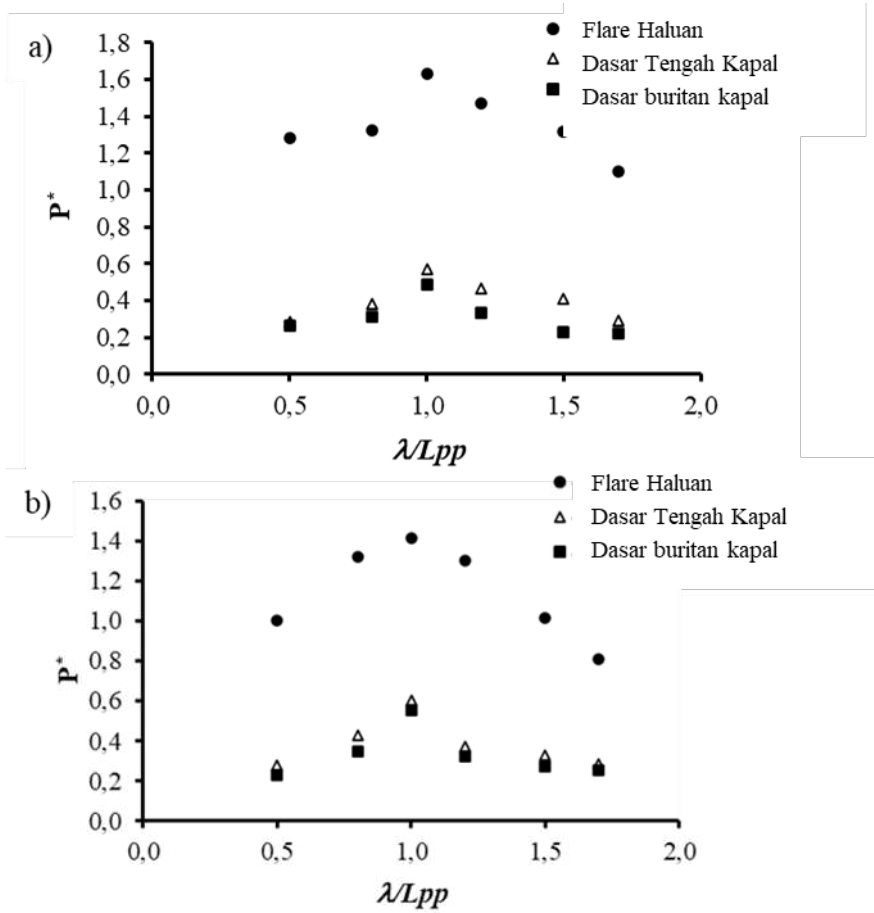 a)
Flare Haluan
Dasar Tengah Kapal
Dasar buritan kapal
1,8
1,6
1,4
1,2
1,0
0,8
0,6
0,4
0,2
0,0
P*
0,0 0,5 1,0 1,5 2,0
λ/Lpp
b)
Flare Haluan
Dasar Tengah Kapal
Dasar buritan kapal
1,6
1,4
1,2
1,0
0,8
0,6
0,4
0,2
0,0
P*
0,0 0,5 1,0 1,5 2,0
λ/Lpp